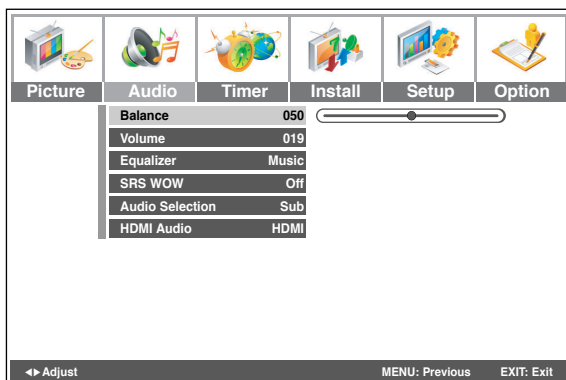 Picture Audio Timer Install Setup Option
Balance 050
Volume 019
Equalizer Music
SRS WOW Off
Audio Selection Sub
HDMI Audio HDMI
◄► Adjust MENU: Previous EXIT: Exit